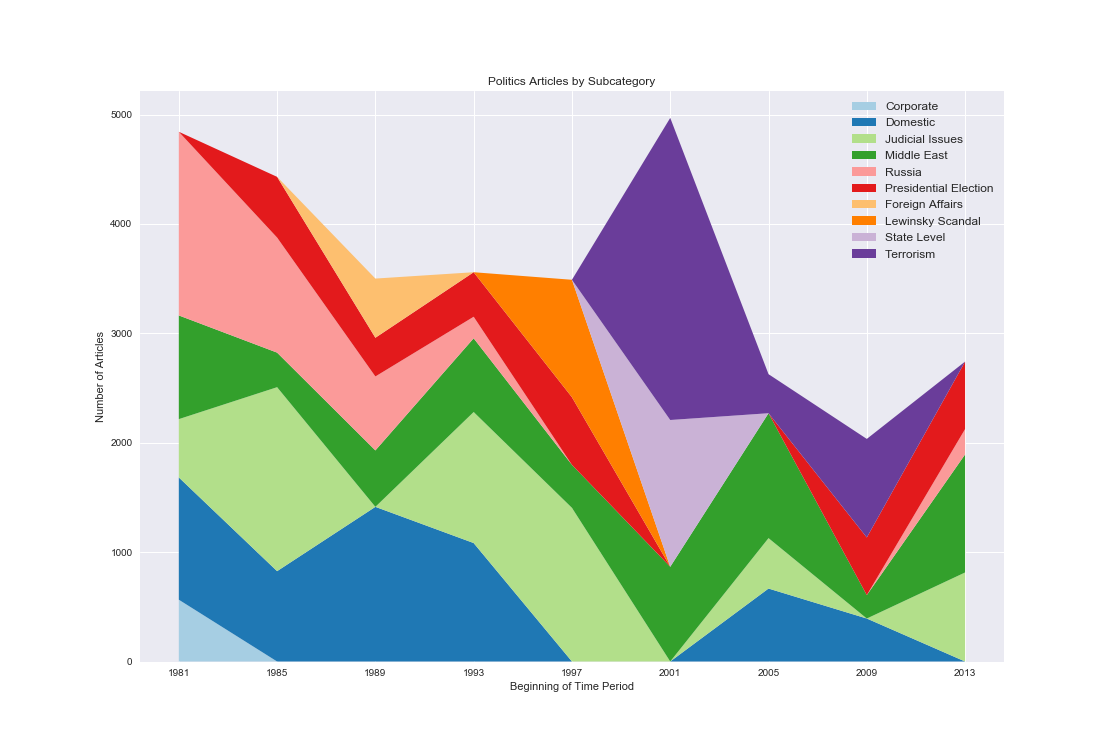 Politics Articles by Subcategory
5000
4000
3000
2000
1000
0
Number of Articles
Corporate
Domestic
Judicial Issues
Middle East
Russia
Presidential Election
Foreign Affairs
Lewinsky Scandal
State Level
Terrorism
1981 1985 1989 1993 1997 2001 2005 2009 2013
Beginning of Time Period